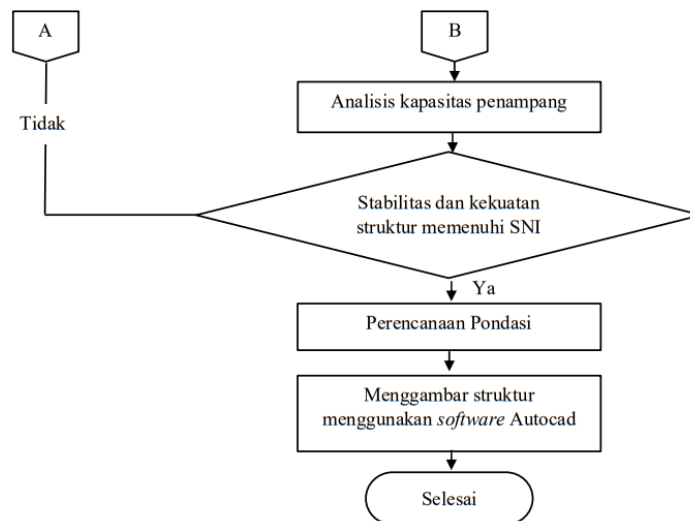 A
B
Analisis kapasitas penampang
Tidak
Stabilitas dan kekuatan
struktur memenuhi SNI
Ya
Perencanaan Pondasi
Menggambar struktur
menggunakan software Autocad
Selesai